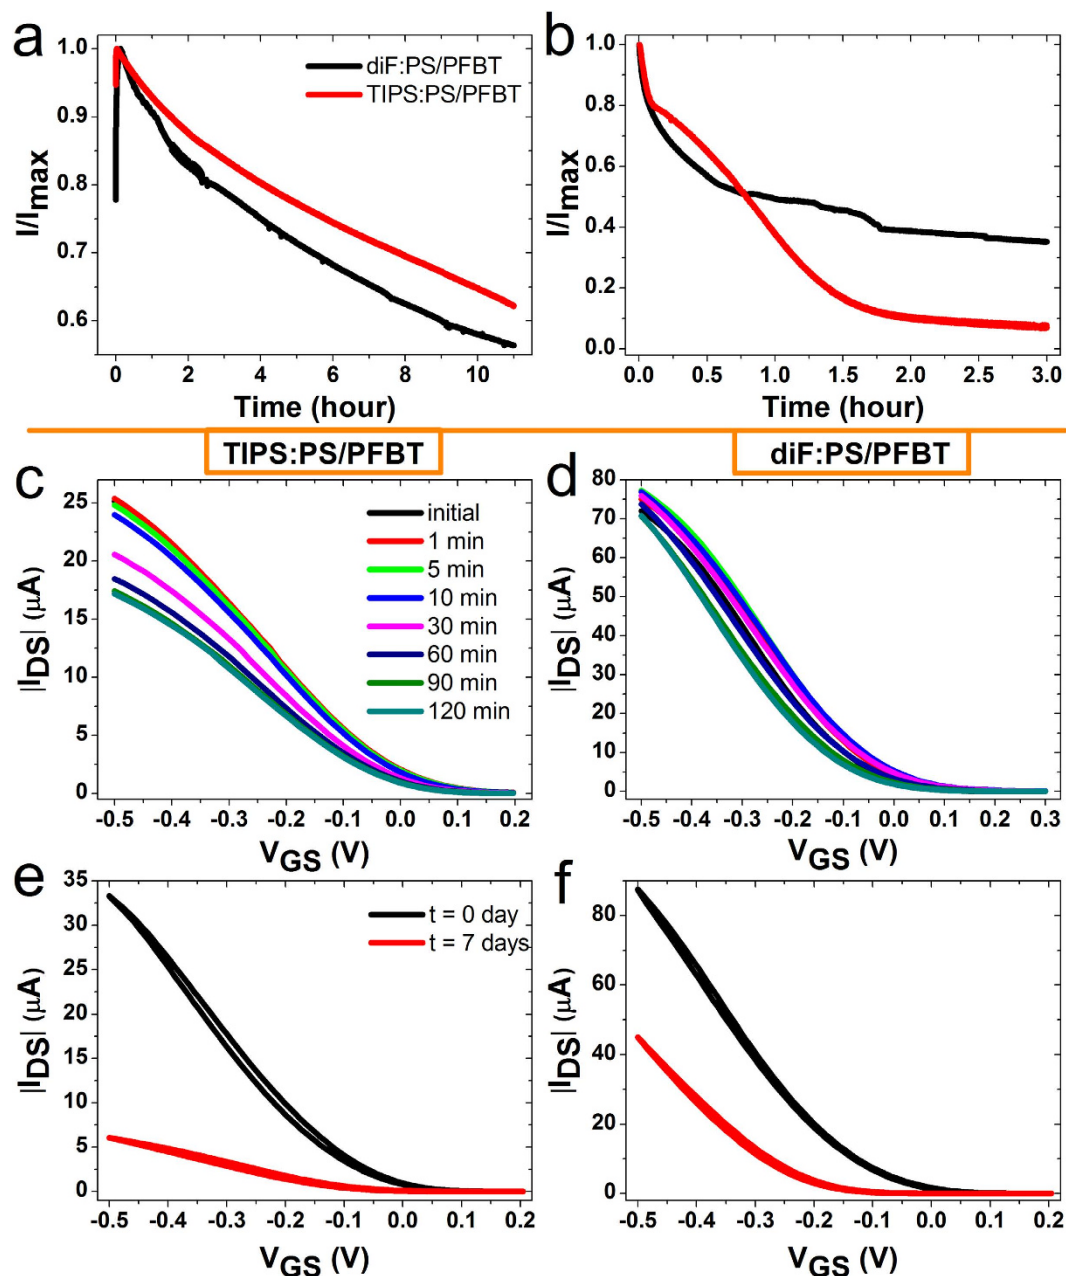 a
b
1.0
0.9
0.8
0.7
0.6
I/Imax
diF:PS/PFBT
TIPS:PS/PFBT
0 2 4 6 8 10
Time (hour)
1.0
0.8
0.6
0.4
0.2
0.0
I/Imax
0.0 0.5 1.0 1.5 2.0 2.5 3.0
Time (hour)
TIPS:PS/PFBT
diF:PS/PFBT
c
25
20
15
10
5
0
|IDS| (μA)
initial
1 min
5 min
10 min
30 min
60 min
90 min
120 min
-0.5 -0.4 -0.3 -0.2 -0.1 0.0 0.1 0.2
VGS (V)
d
80
70
60
50
40
30
20
10
0
|IDS| (μA)
-0.5 -0.4 -0.3 -0.2 -0.1 0.0 0.1 0.2 0.3
VGS (V)
e
35
30
25
20
15
10
5
0
|IDS| (μA)
t = 0 day
t = 7 days
-0.5 -0.4 -0.3 -0.2 -0.1 0.0 0.1 0.2
VGS (V)
f
80
60
40
20
0
|IDS| (μA)
-0.5 -0.4 -0.3 -0.2 -0.1 0.0 0.1 0.2
VGS (V)